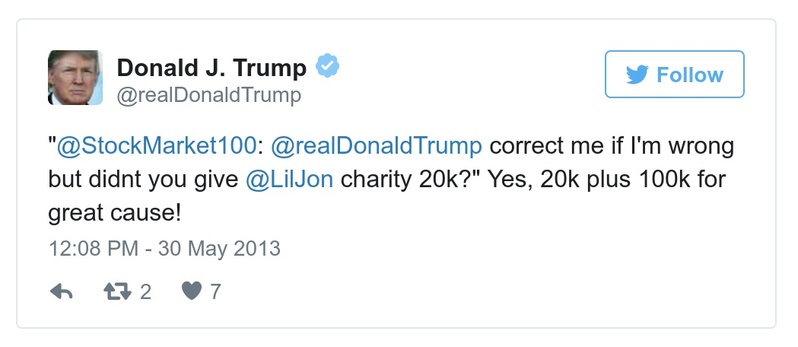 Donald J. Trump
Follow
@realDonaldTrump
"@StockMarket100: @realDonaldTrump correct me if I'm wrong
but didnt you give @LilJon charity 20k?" Yes, 20k plus 100k for
great cause!
12:08 PM - 30 May 2013
2 7